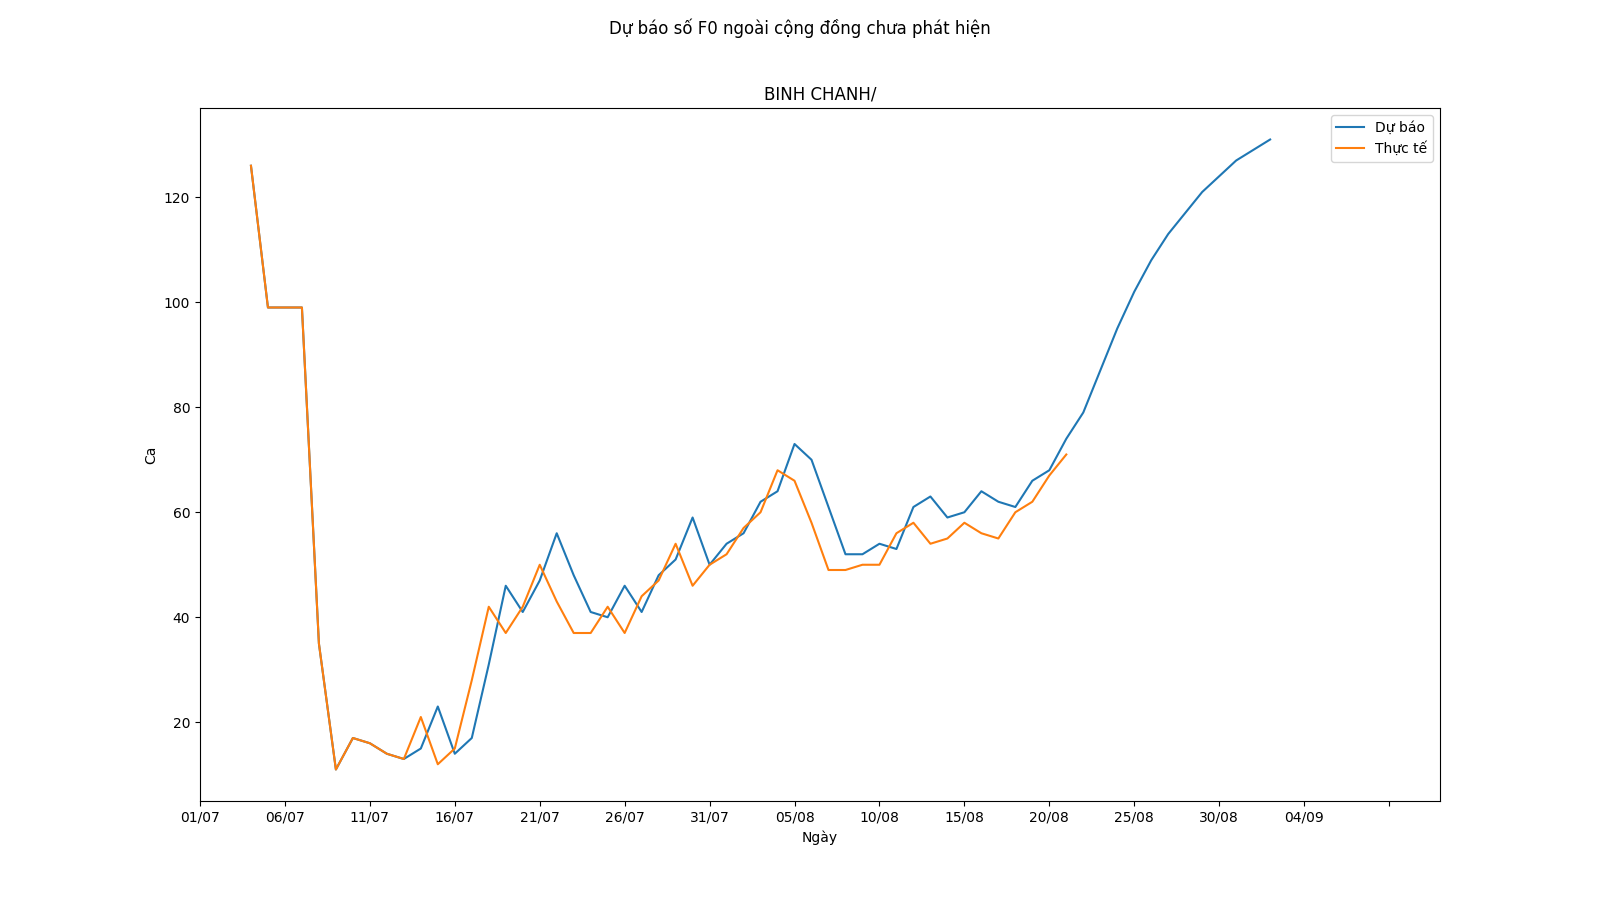 Dự báo số F0 ngoài cộng đồng chưa phát hiện
BINH CHANH/
Dự báo
Thực tế
120
100
80
60
40
20
Ca
01/07 06/07 11/07 16/07 21/07 26/07 31/07 05/08 10/08 15/08 20/08 25/08 30/08 04/09
Ngày